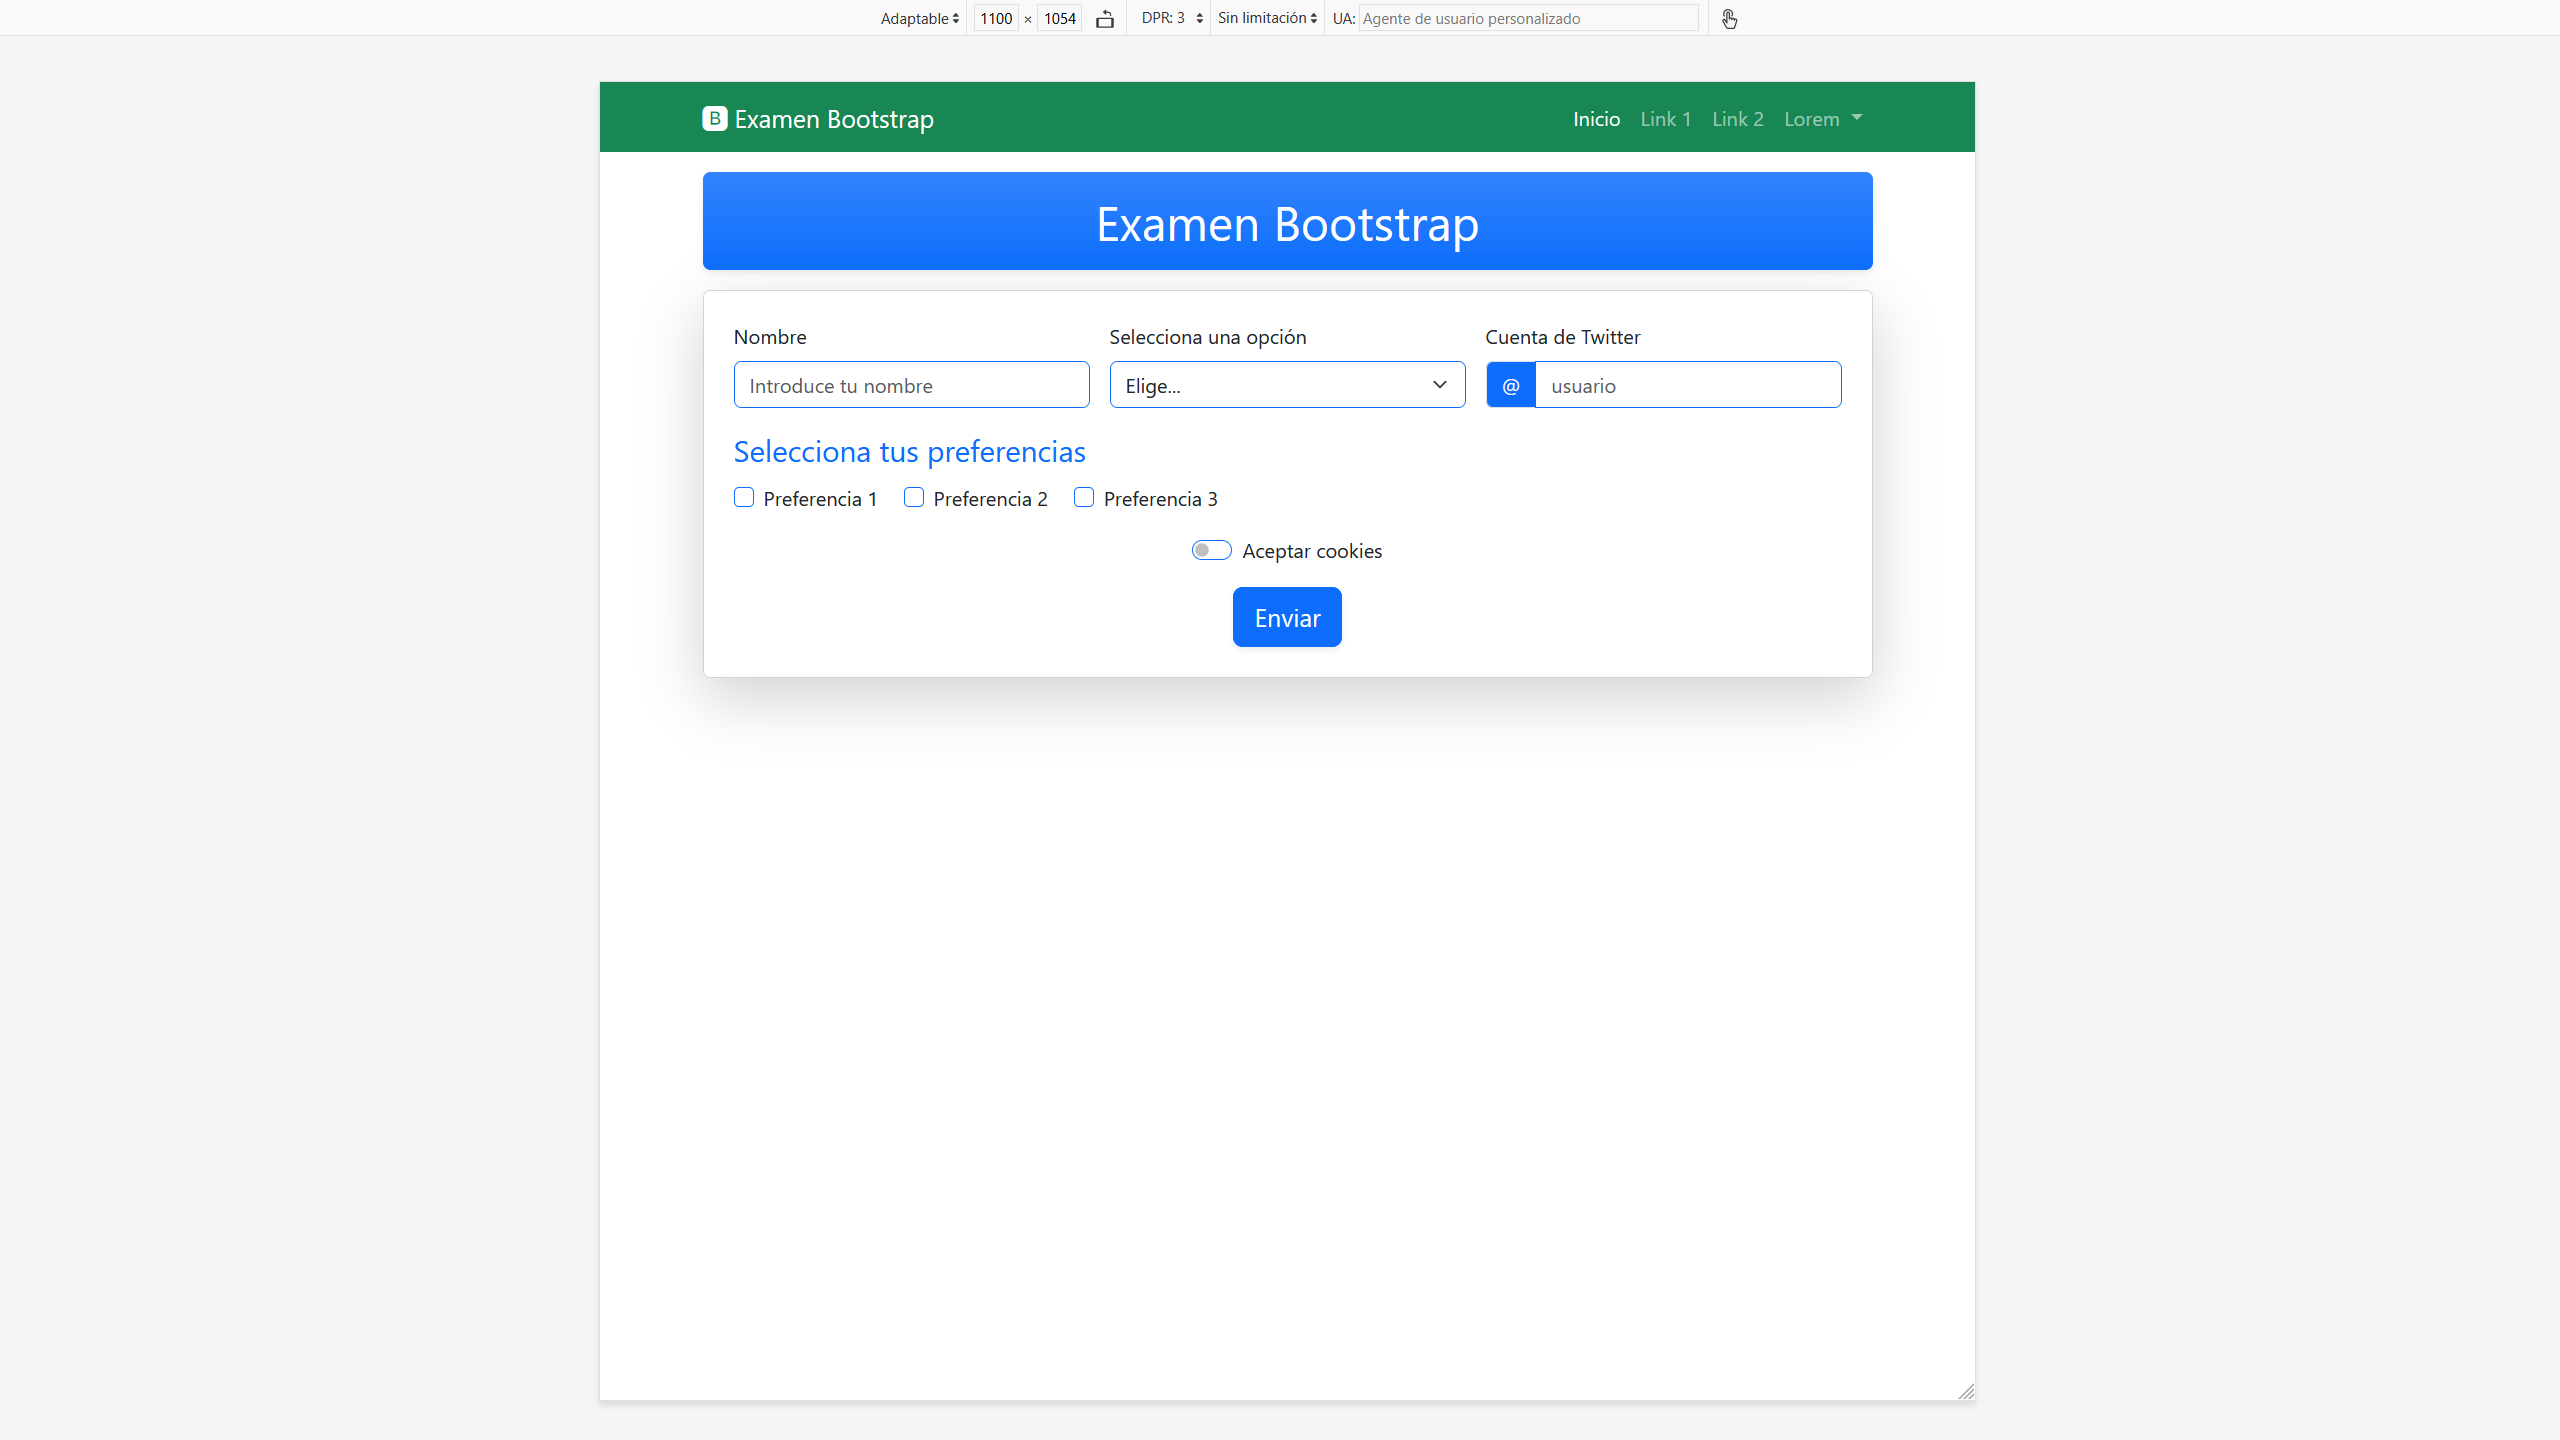 Adaptable 1100 × 1054 DPR: 3 Sin limitación UA: Agente de usuario personalizado
B Examen Bootstrap Inicio Link 1 Link 2 Lorem
Examen Bootstrap
Nombre Selecciona una opción Cuenta de Twitter
Introduce tu nombre Elige... @ usuario
Selecciona tus preferencias
Preferencia 1 Preferencia 2 Preferencia 3
Aceptar cookies
Enviar